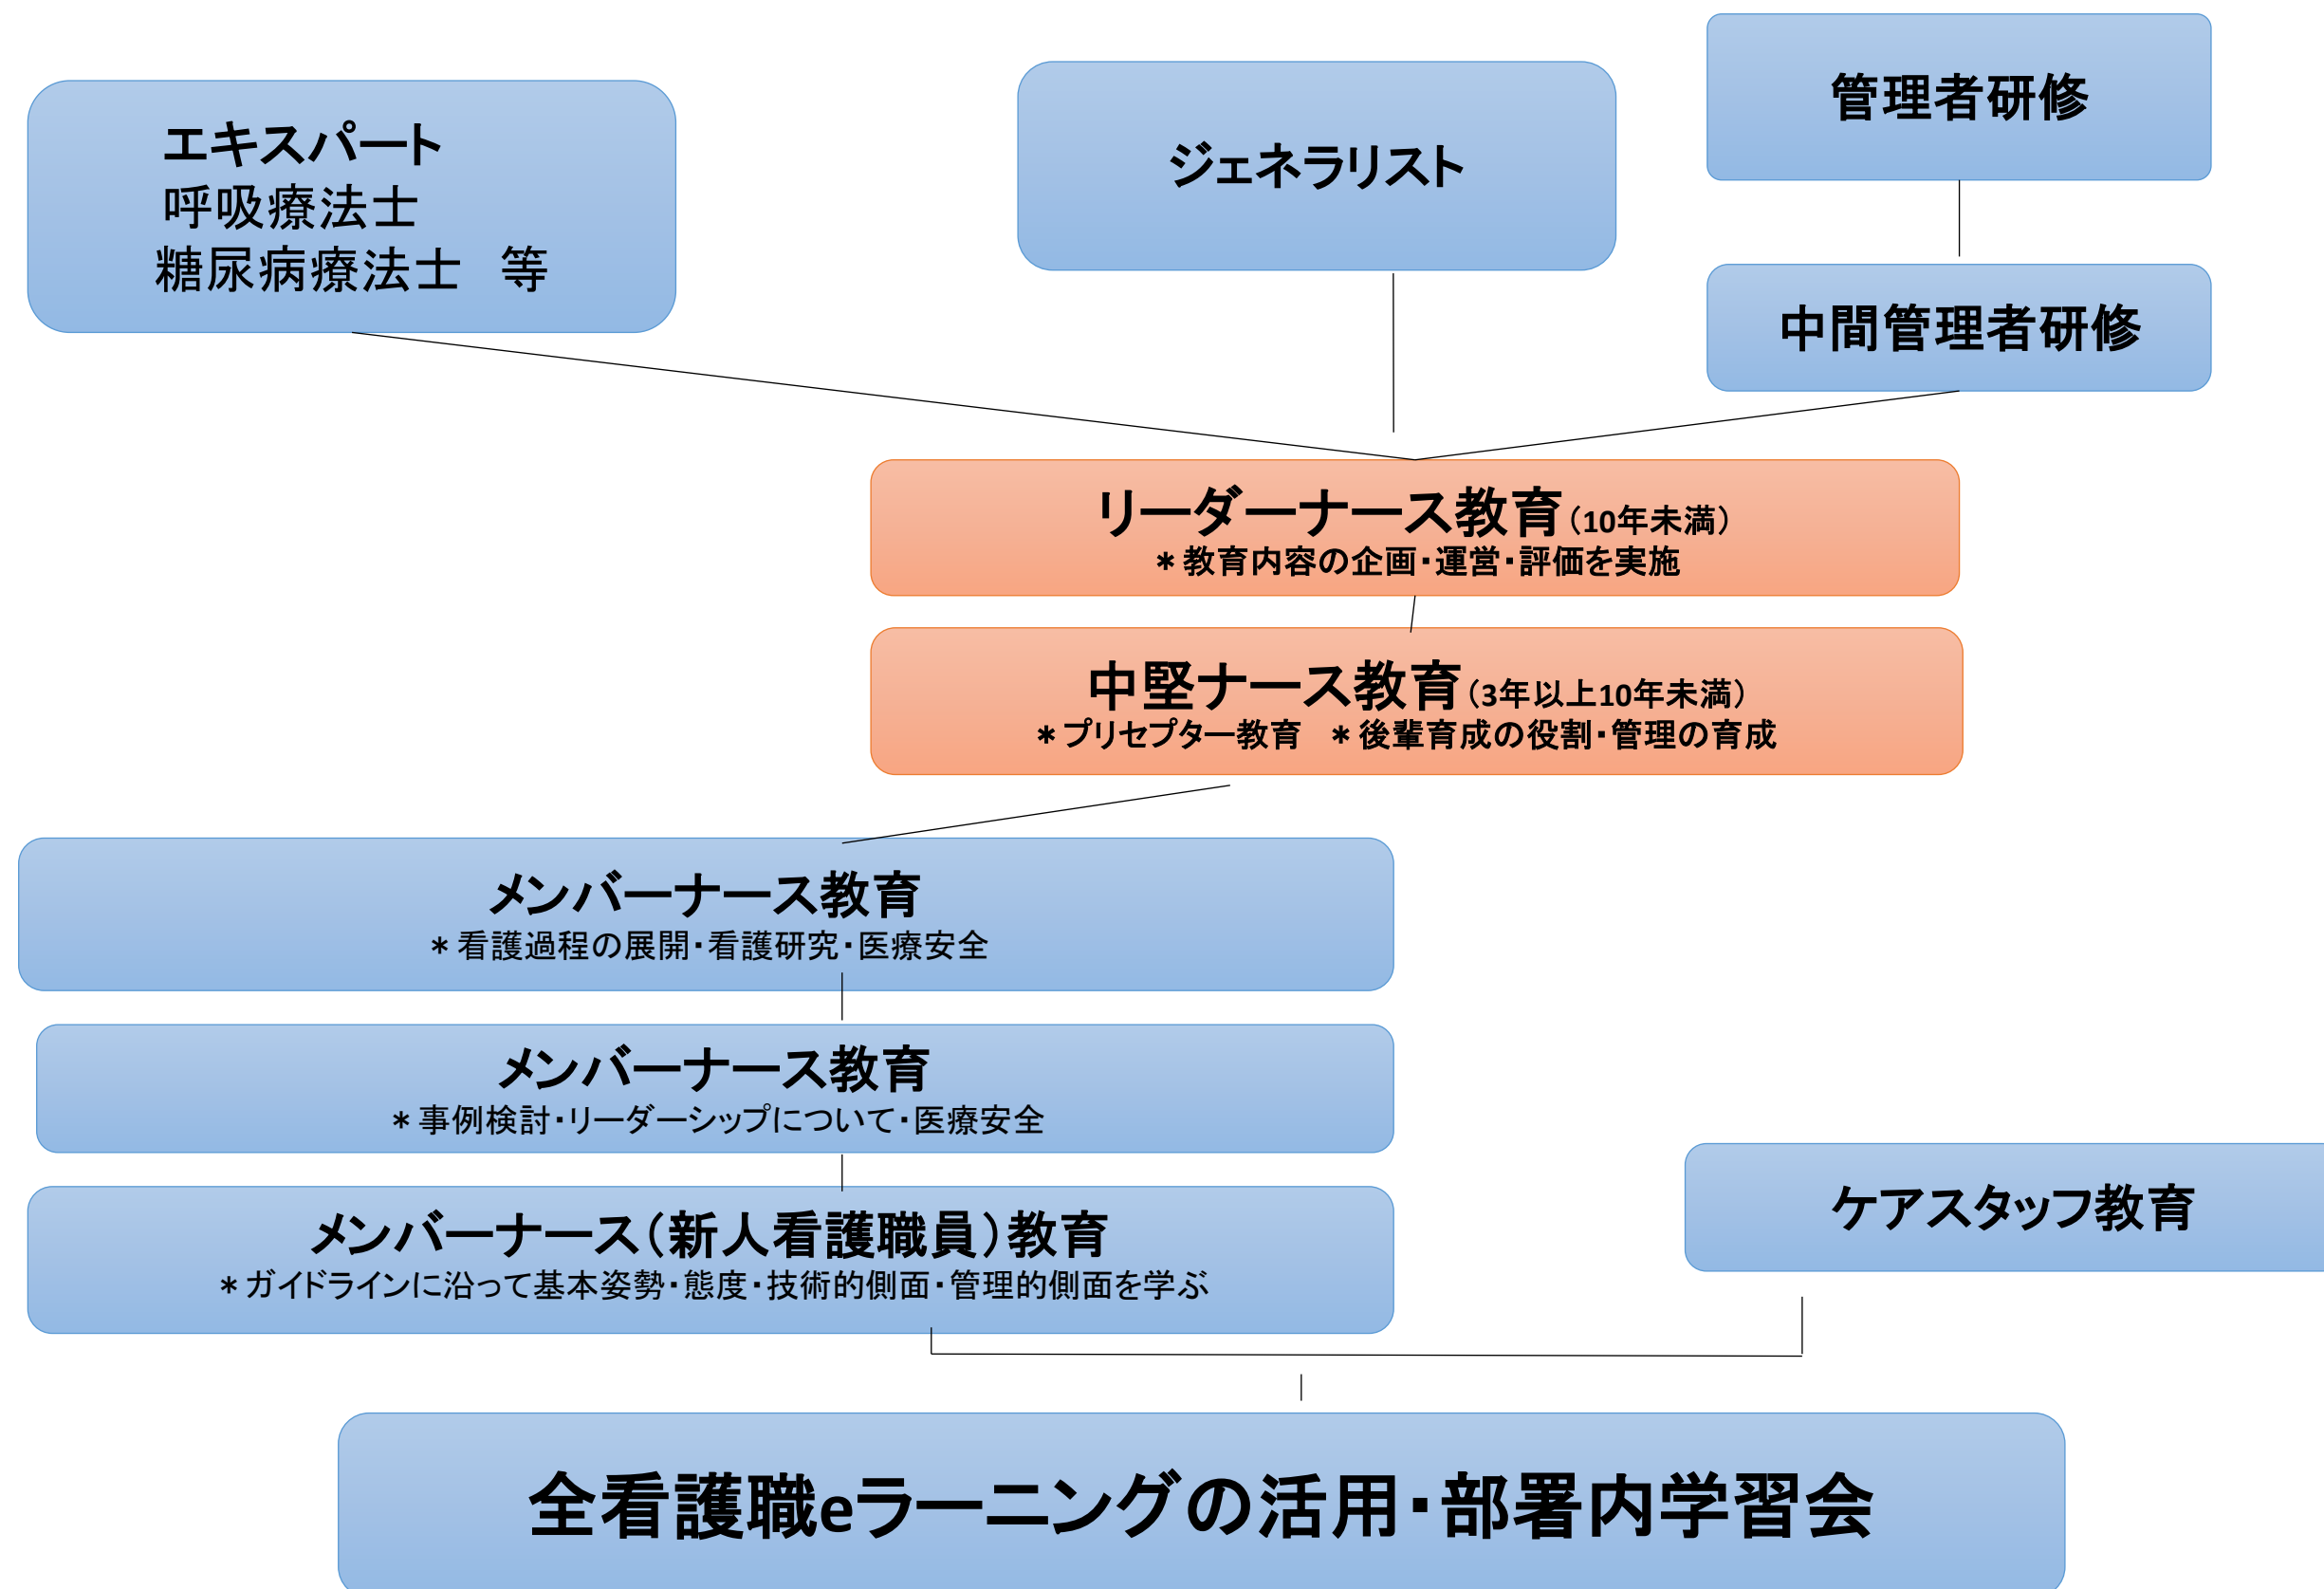 エキスパート
呼吸療法士
糖尿病療法士　等
ジェネラリスト
管理者研修
中間管理者研修
リーダーナース教育（10年未満）
＊教育内容の企画・運営・評価を実施
中堅ナース教育（3年以上10年未満）
＊プリセプター教育　＊後輩育成の役割・管理の育成
メンバーナース教育
＊看護過程の展開・看護研究・医療安全
メンバーナース教育
＊事例検討・リーダーシップについて・医療安全
メンバーナース（新人看護職員）教育
＊ガイドラインに沿って基本姿勢・態度・技術的側面・管理的側面を学ぶ
ケアスタッフ教育
全看護職eラーニングの活用・部署内学習会